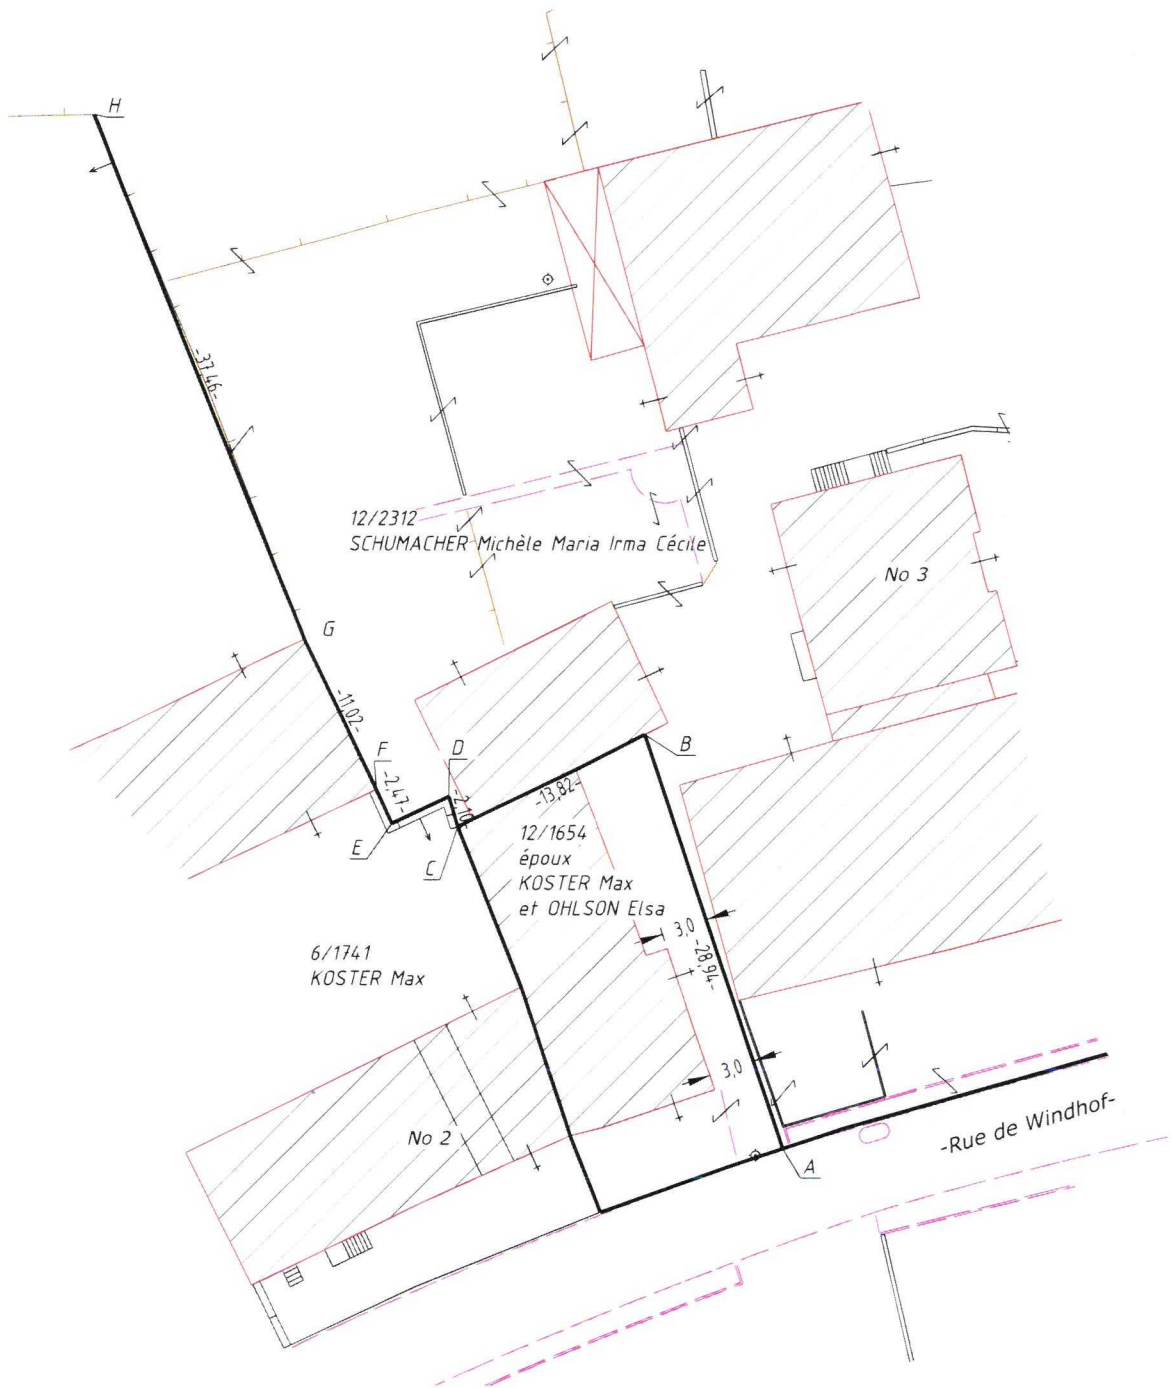 H
-37.46-
12/2312
SCHUMACHER Michèle Maria Irma Cécile
No 3
G
-11,02-
F
D
B
-2,47-
-2,10
-13,82-
E
C
12/1654
époux
KOSTER Max
et OHLSON Elsa
3,0
-28,94-
6/1741
KOSTER Max
3,0
No 2
A
-Rue de Windhof-